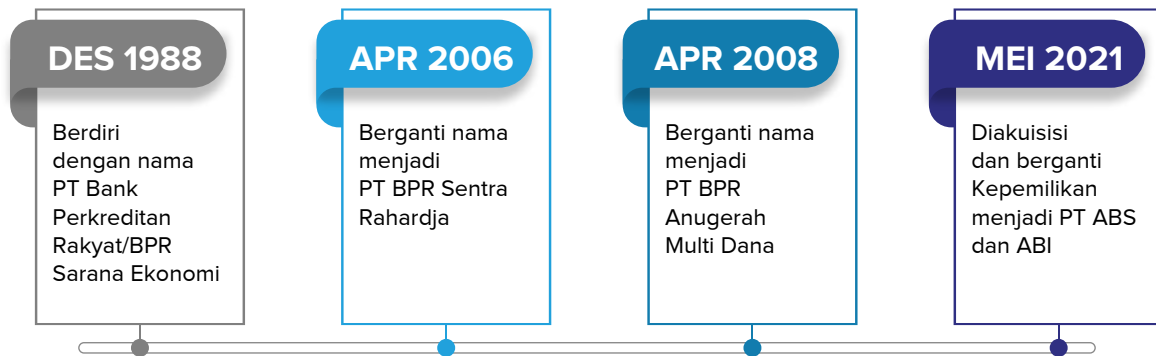 DES 1988
Berdiri
dengan nama
PT Bank
Perkreditan
Rakyat/BPR
Sarana Ekonomi
APR 2006
Berganti nama
menjadi
PT BPR Sentra
Rahardja
APR 2008
Berganti nama
menjadi
PT BPR
Anugerah
Multi Dana
MEI 2021
Diakuisisi
dan berganti
Kepemilikan
menjadi PT ABS
dan ABI